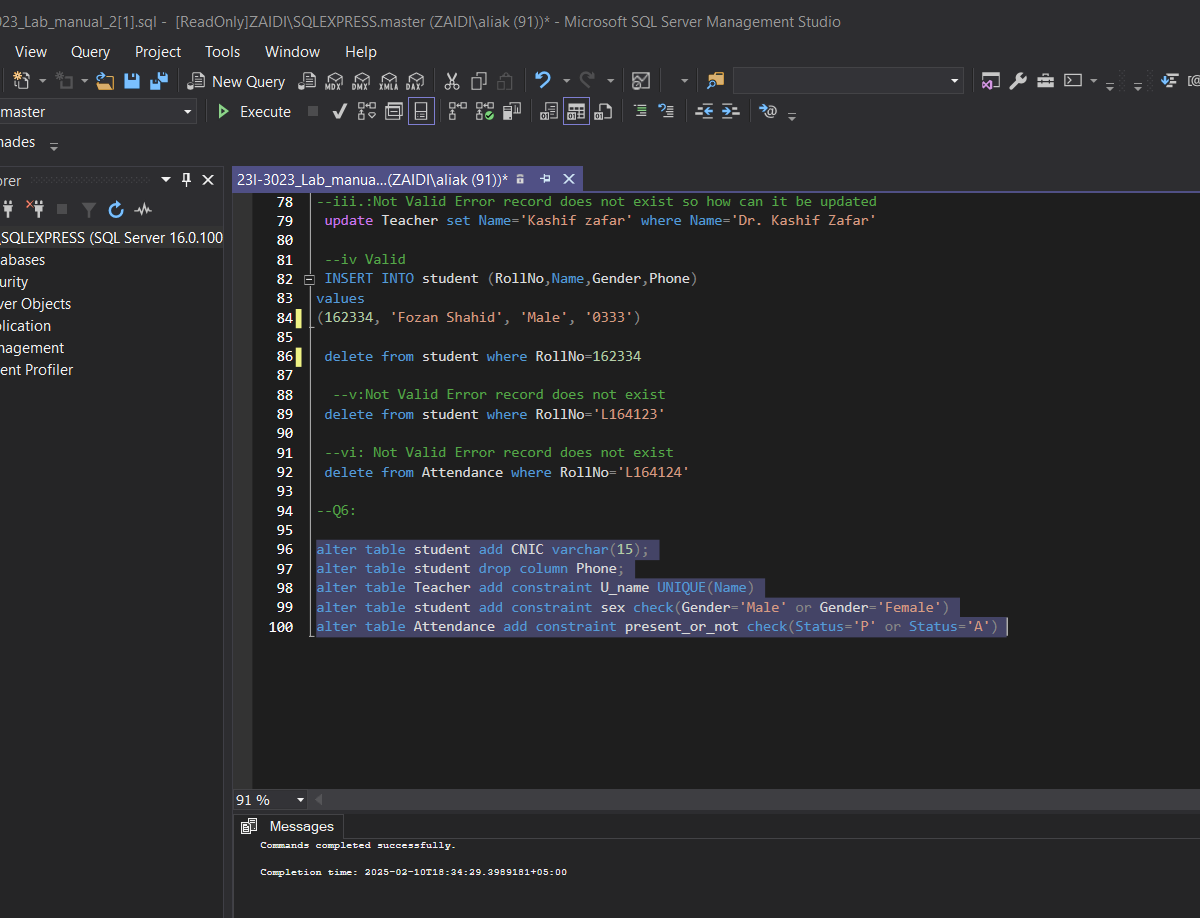 023_Lab_manual_2[1].sql - [ReadOnly]ZAIDI\SQLEXPRESS.master (ZAIDI\aliak (91))* - Microsoft SQL Server Management Studio
View Query Project Tools Window Help
New Query MDX DMX XMLA DAX
master Execute
nades
orer
SQLEXPRESS (SQL Server 16.0.100
abases
urity
ver Objects
plication
nagement
ent Profiler
23I-3023_Lab_manua...(ZAIDI\aliak (91))*
78 --iii.:Not Valid Error record does not exist so how can it be updated
79 update Teacher set Name='Kashif zafar' where Name='Dr. Kashif Zafar'
80
81 --iv Valid
82 INSERT INTO student (RollNo,Name,Gender,Phone)
83 values
84 (162334, 'Fozan Shahid', 'Male', '0333')
85
86 delete from student where RollNo=162334
87
88 --v:Not Valid Error record does not exist
89 delete from student where RollNo='L164123'
90
91 --vi: Not Valid Error record does not exist
92 delete from Attendance where RollNo='L164124'
93
94 --Q6:
95
96 alter table student add CNIC varchar(15);
97 alter table student drop column Phone;
98 alter table Teacher add constraint U_name UNIQUE(Name)
99 alter table student add constraint sex check(Gender='Male' or Gender='Female')
100 alter table Attendance add constraint present_or_not check(Status='P' or Status='A')
91 %
Messages
Commands completed successfully.
Completion time: 2025-02-10T18:34:29.3989181+05:00